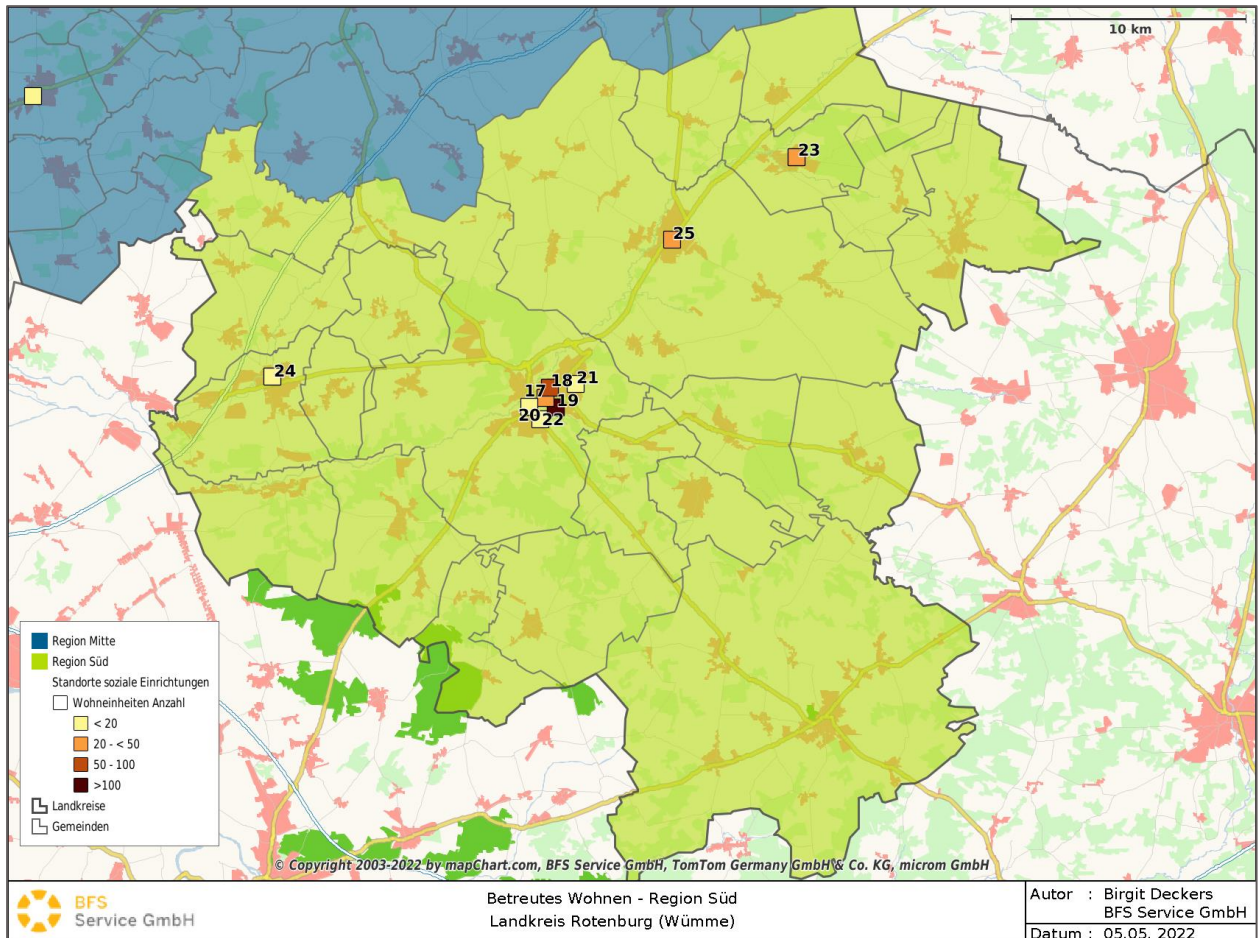 10 km
23
25
24
18
21
17
19
20
22
Region Mitte
Region Süd
Standorte soziale Einrichtungen
Wohneinheiten Anzahl
< 20
20 - < 50
50 - 100
>100
Landkreise
Gemeinden
© Copyright 2003-2022 by mapChart.com, BFS Service GmbH, TomTom Germany GmbH & Co. KG, microm GmbH
BFS
Service GmbH
Betreutes Wohnen - Region Süd
Landkreis Rotenburg (Wümme)
Autor : Birgit Deckers
BFS Service GmbH
Datum : 05.05. 2022